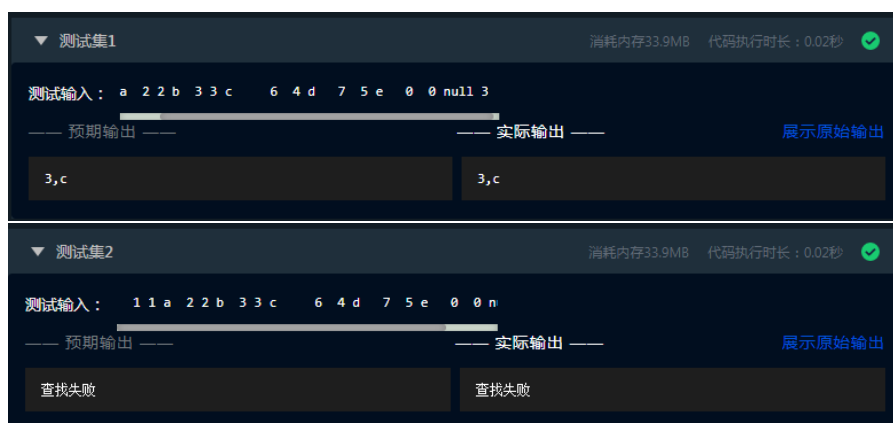 ▼ 测试集1 消耗内存33.9MB 代码执行时长：0.02秒
测试输入： a 2 2 b 3 3 c 6 4 d 7 5 e 0 0 null 3
—— 预期输出 —— —— 实际输出 —— 展示原始输出
3,c 3,c
▼ 测试集2 消耗内存33.9MB 代码执行时长：0.02秒
测试输入： 1 1 a 2 2 b 3 3 c 6 4 d 7 5 e 0 0 n
—— 预期输出 —— —— 实际输出 —— 展示原始输出
查找失败 查找失败